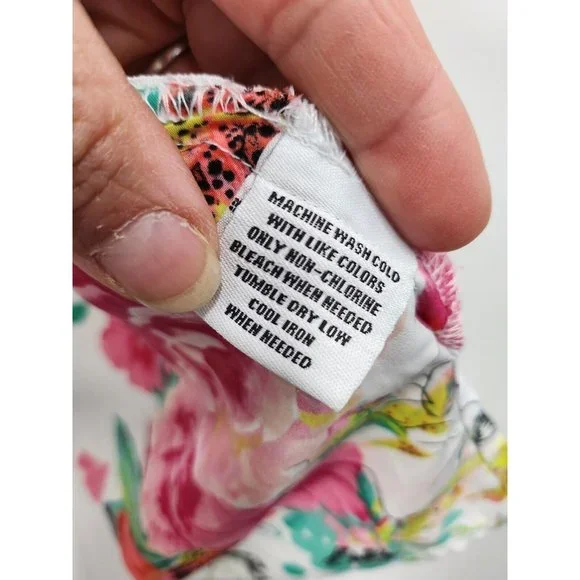 MACHINE WASH COLD
WITH LIKE COLORS
ONLY NON-CHLORINE
BLEACH WHEN NEEDED
TUMBLE DRY LOW
COOL IRON
WHEN NEEDED